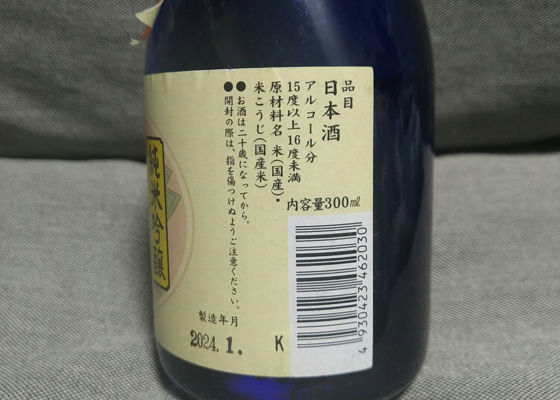 品目
日本酒
アルコール分
15度以上16度未満
原材料名 米(国産)・
米こうじ(国産米)
●お酒は二十歳になってから。
●開封の際は、指を傷つけぬようご注意ください。
内容量300㎖
純米吟醸
製造年月
2024.1. K
4 930423 462030